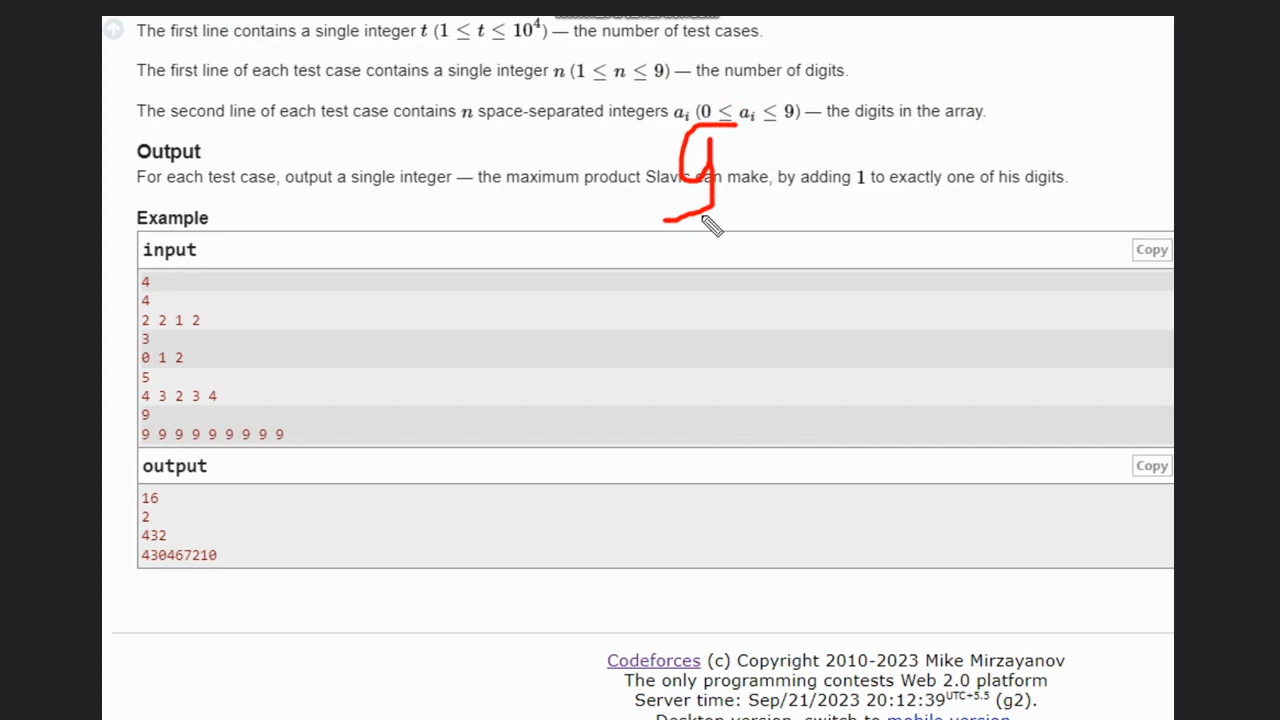 The first line contains a single integer t (1 ≤ t ≤ 10⁴) — the number of test cases.
The first line of each test case contains a single integer n (1 ≤ n ≤ 9) — the number of digits.
The second line of each test case contains n space-separated integers aᵢ (0 ≤ aᵢ ≤ 9) — the digits in the array.
Output
For each test case, output a single integer — the maximum product Slavic can make, by adding 1 to exactly one of his digits.
9
Example
input
Copy
4
4
2 2 1 2
3
0 1 2
5
4 3 2 3 4
9
9 9 9 9 9 9 9 9 9
output
Copy
16
2
432
430467210
Codeforces (c) Copyright 2010-2023 Mike Mirzayanov
The only programming contests Web 2.0 platform
Server time: Sep/21/2023 20:12:39UTC+5.5 (g2).
Desktop version, switch to mobile version